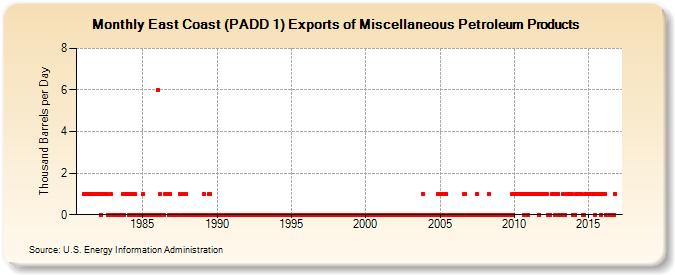 Monthly East Coast (PADD 1) Exports of Miscellaneous Petroleum Products
Thousand Barrels per Day
8
6
4
2
0
1985 1990 1995 2000 2005 2010 2015
Source: U.S. Energy Information Administration